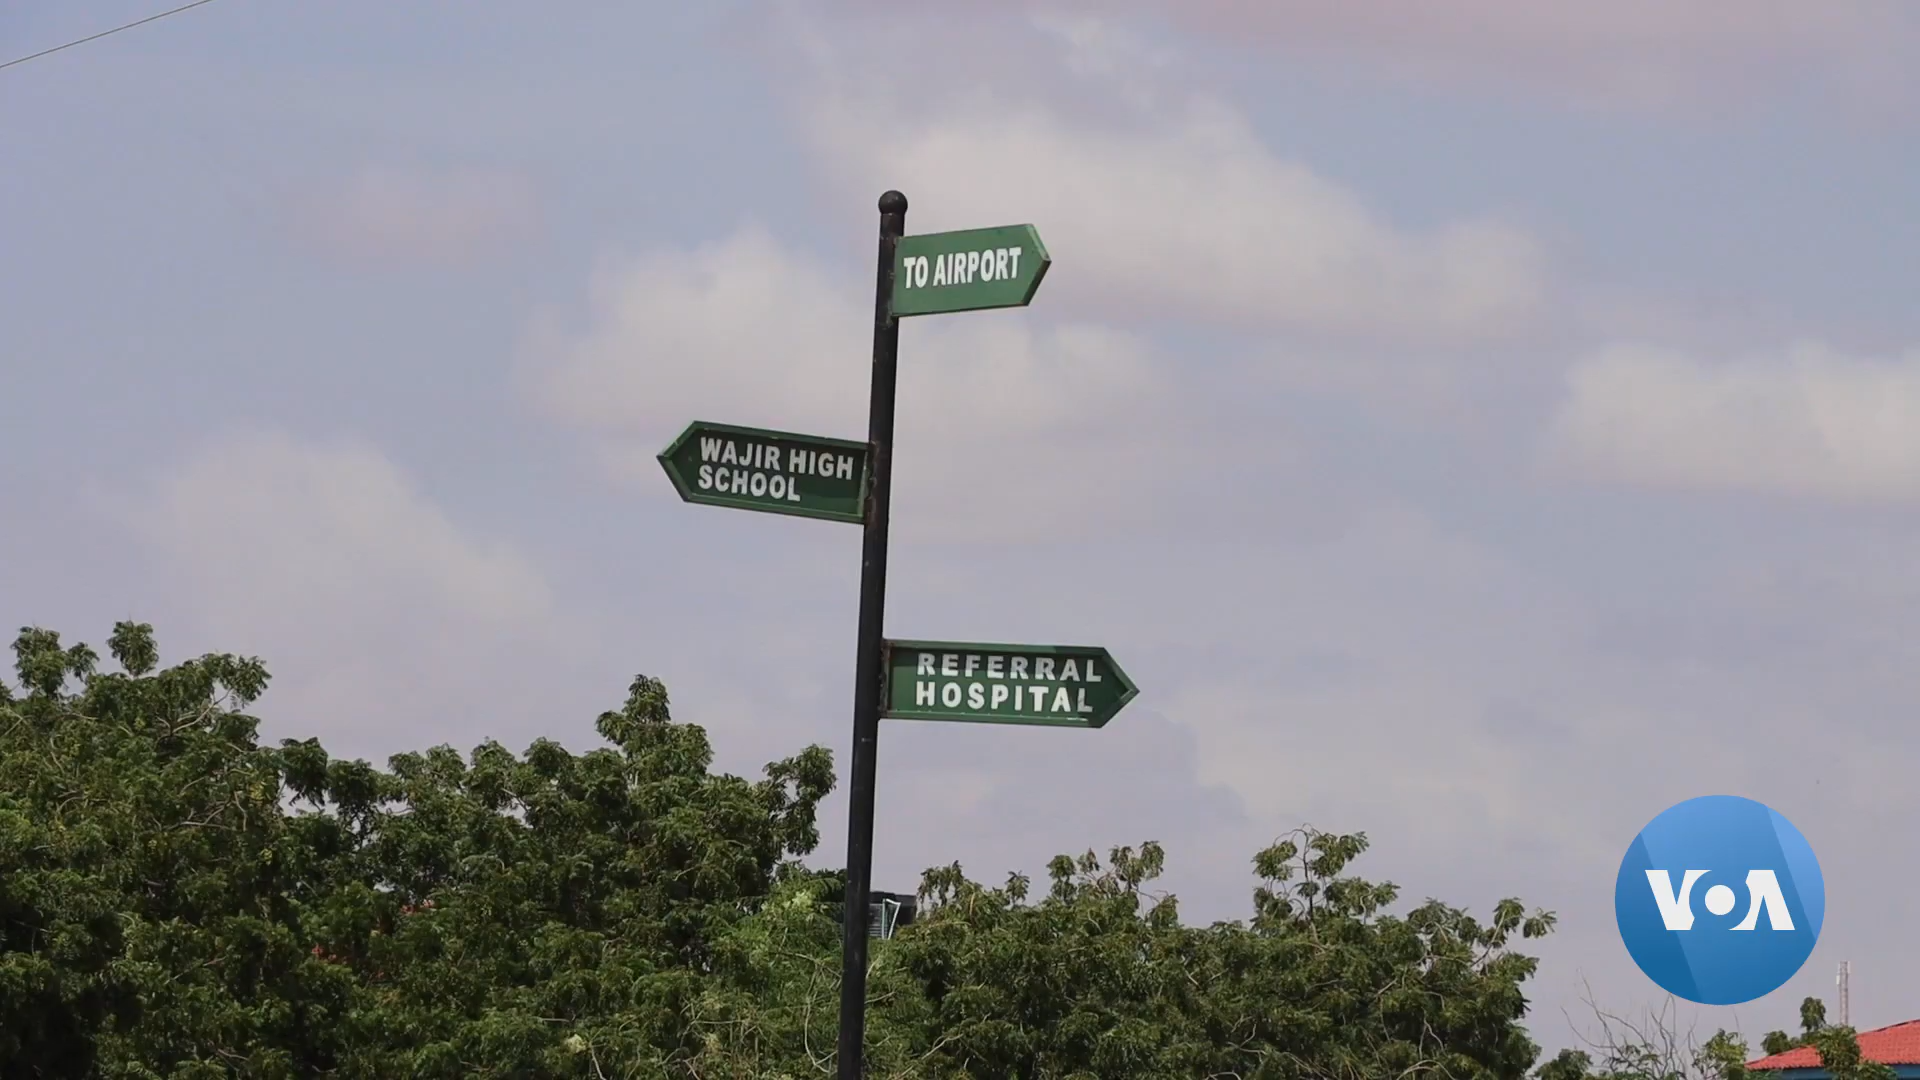 TO AIRPORT
WAJIR HIGH
SCHOOL
REFERRAL
HOSPITAL
VOA